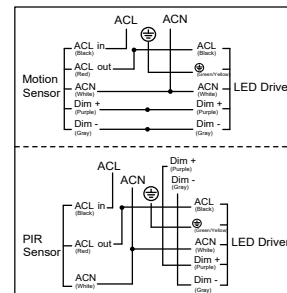 ACL ACN
ACL in
(Black)
ACL out
(Red)
ACN
(White)
Dim +
(Purple)
Dim -
(Gray)
Motion
Sensor
ACL
(Black)
(Green/Yellow)
ACN
(White)
Dim +
(Purple)
Dim -
(Gray)
LED Driver
ACL
ACN
Dim +
(Purple)
Dim -
(Gray)
ACL in
(Black)
ACL out
(Red)
ACN
(White)
PIR
Sensor
ACL
(Black)
(Green/Yellow)
ACN
(White)
Dim +
(Purple)
Dim -
(Gray)
LED Driver